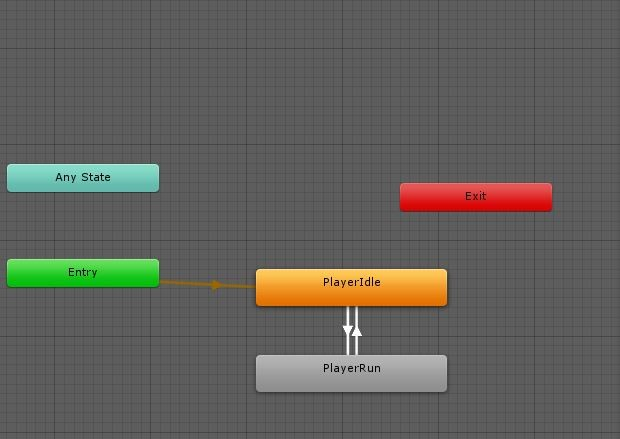 Any State
Exit
Entry
PlayerIdle
PlayerRun